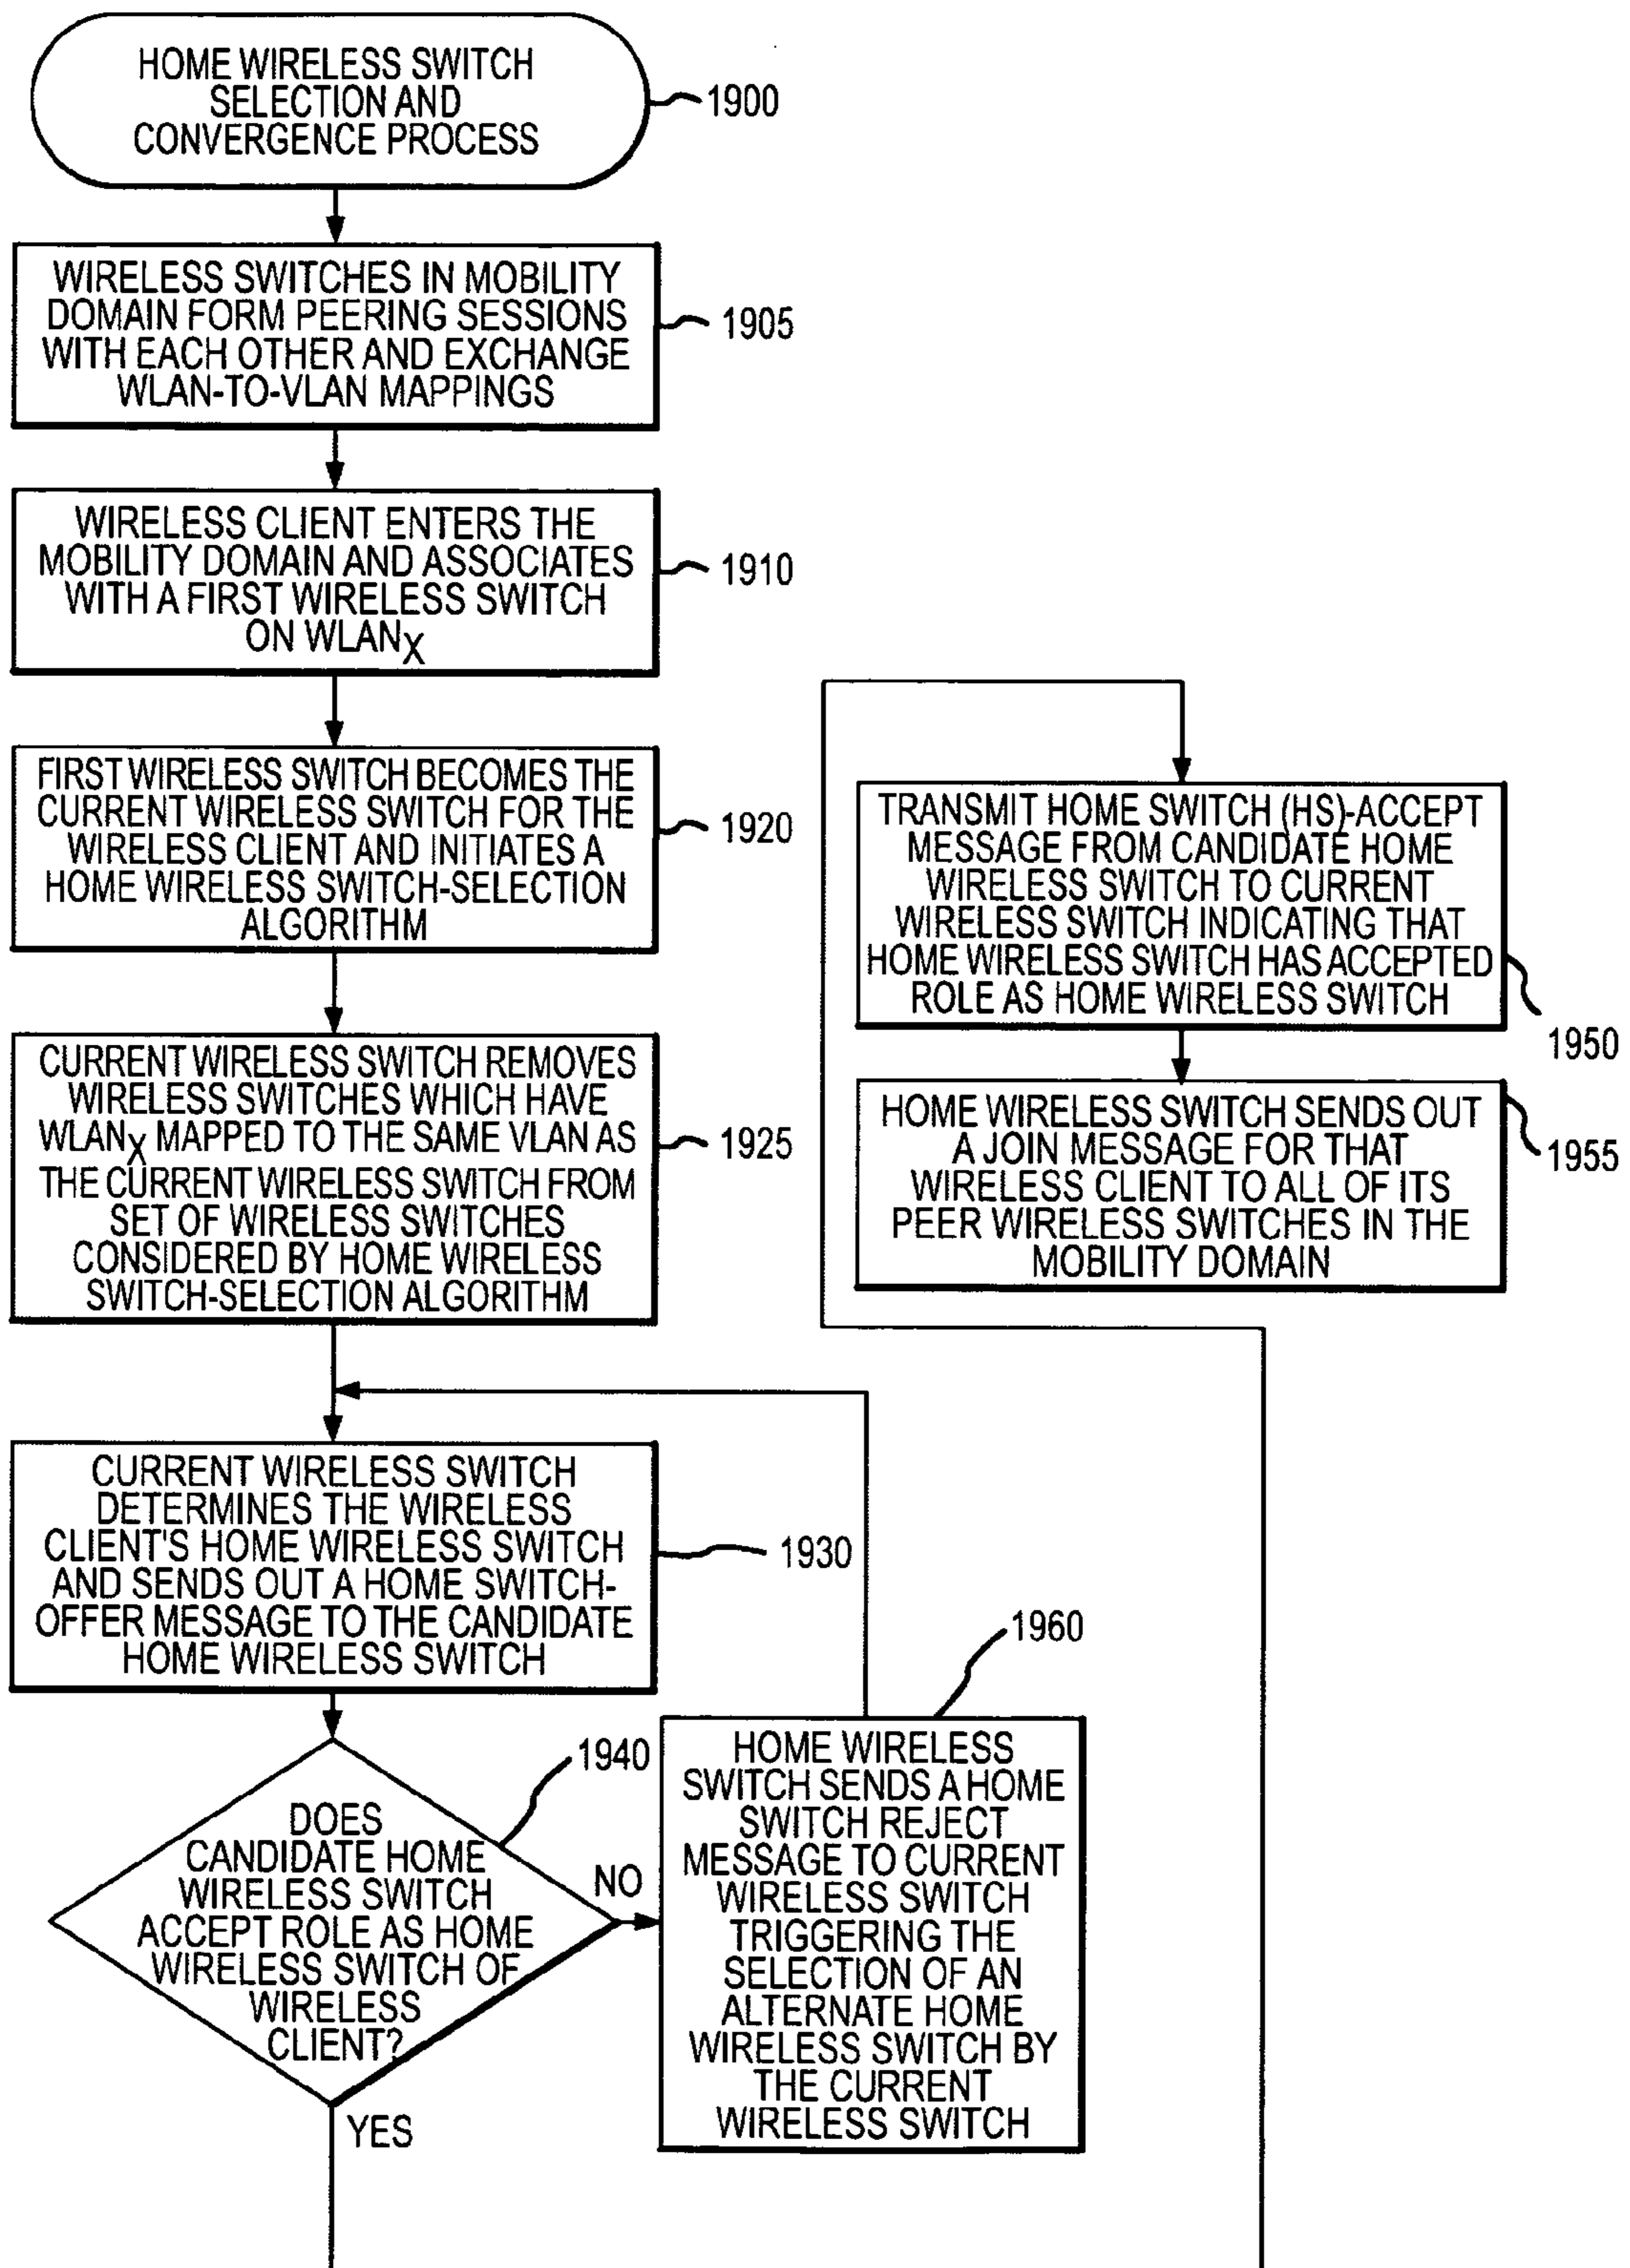 HOME WIRELESS SWITCH
SELECTION AND
CONVERGENCE PROCESS
1900
WIRELESS SWITCHES IN MOBILITY
DOMAIN FORM PEERING SESSIONS
WITH EACH OTHER AND EXCHANGE
WLAN-TO-VLAN MAPPINGS
1905
WIRELESS CLIENT ENTERS THE
MOBILITY DOMAIN AND ASSOCIATES
WITH A FIRST WIRELESS SWITCH
ON WLANX
1910
FIRST WIRELESS SWITCH BECOMES THE
CURRENT WIRELESS SWITCH FOR THE
WIRELESS CLIENT AND INITIATES A
HOME WIRELESS SWITCH-SELECTION
ALGORITHM
1920
CURRENT WIRELESS SWITCH REMOVES
WIRELESS SWITCHES WHICH HAVE
WLANX MAPPED TO THE SAME VLAN AS
THE CURRENT WIRELESS SWITCH FROM
SET OF WIRELESS SWITCHES
CONSIDERED BY HOME WIRELESS
SWITCH-SELECTION ALGORITHM
1925
CURRENT WIRELESS SWITCH
DETERMINES THE WIRELESS
CLIENT'S HOME WIRELESS SWITCH
AND SENDS OUT A HOME SWITCH-
OFFER MESSAGE TO THE CANDIDATE
HOME WIRELESS SWITCH
1930
DOES
CANDIDATE HOME
WIRELESS SWITCH
ACCEPT ROLE AS HOME
WIRELESS SWITCH OF
WIRELESS
CLIENT?
1940
NO
YES
HOME WIRELESS
SWITCH SENDS A HOME
SWITCH REJECT
MESSAGE TO CURRENT
WIRELESS SWITCH
TRIGGERING THE
SELECTION OF AN
ALTERNATE HOME
WIRELESS SWITCH BY
THE CURRENT
WIRELESS SWITCH
1960
TRANSMIT HOME SWITCH (HS)-ACCEPT
MESSAGE FROM CANDIDATE HOME
WIRELESS SWITCH TO CURRENT
WIRELESS SWITCH INDICATING THAT
HOME WIRELESS SWITCH HAS ACCEPTED
ROLE AS HOME WIRELESS SWITCH
1950
HOME WIRELESS SWITCH SENDS OUT
A JOIN MESSAGE FOR THAT
WIRELESS CLIENT TO ALL OF ITS
PEER WIRELESS SWITCHES IN THE
MOBILITY DOMAIN
1955